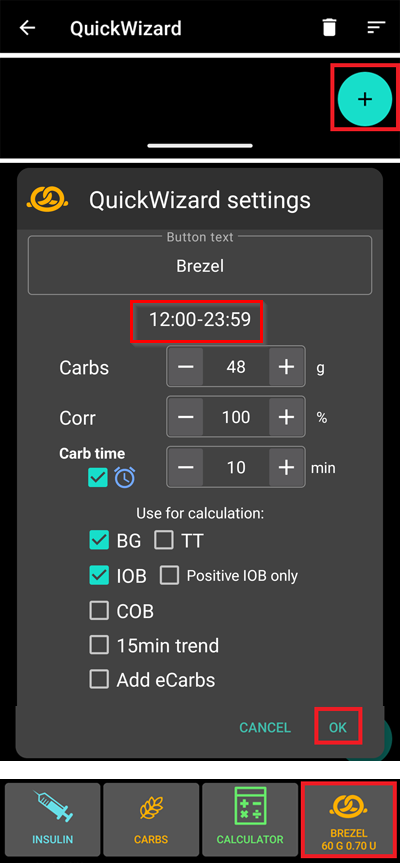 QuickWizard
QuickWizard settings
Button text
Brezel
12:00-23:59
Carbs 48 g
Corr 100 %
Carb time
10 min
Use for calculation:
BG TT
IOB Positive IOB only
COB
15min trend
Add eCarbs
CANCEL OK
INSULIN CARBS CALCULATOR BREZEL
60 G 0.70 U